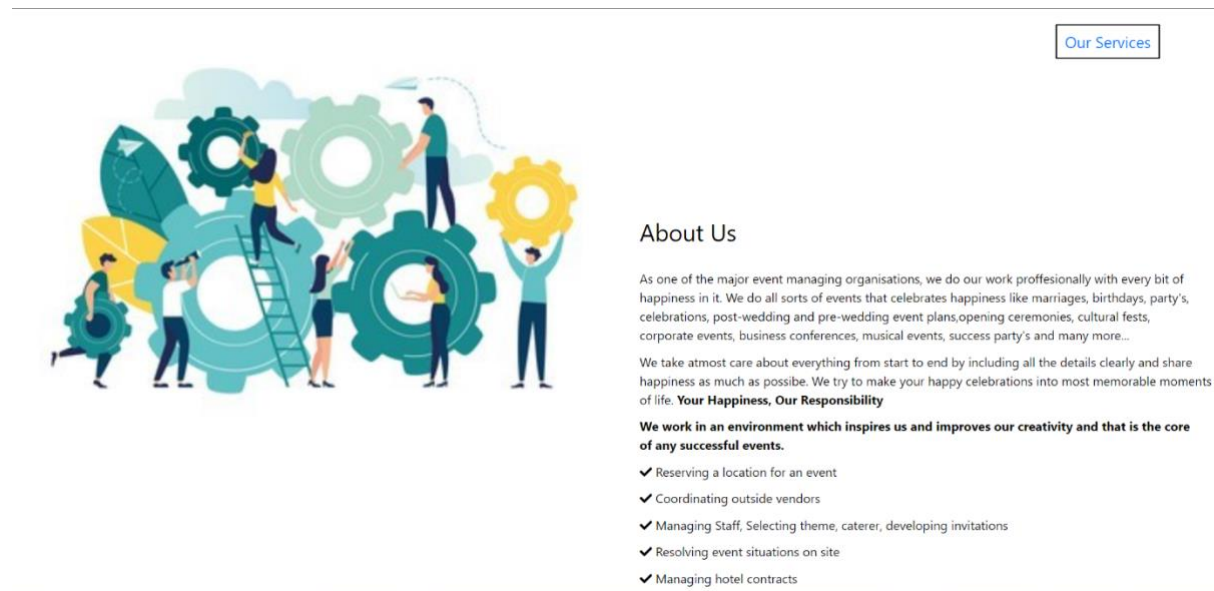 Our Services
About Us
As one of the major event managing organisations, we do our work proffesionally with every bit of
happiness in it. We do all sorts of events that celebrates happiness like marriages, birthdays, party's,
celebrations, post-wedding and pre-wedding event plans,opening ceremonies, cultural fests,
corporate events, business conferences, musical events, success party's and many more...
We take atmost care about everything from start to end by including all the details clearly and share
happiness as much as possibe. We try to make your happy celebrations into most memorable moments
of life. Your Happiness, Our Responsibility
We work in an environment which inspires us and improves our creativity and that is the core
of any successful events.
✔ Reserving a location for an event
✔ Coordinating outside vendors
✔ Managing Staff, Selecting theme, caterer, developing invitations
✔ Resolving event situations on site
✔ Managing hotel contracts